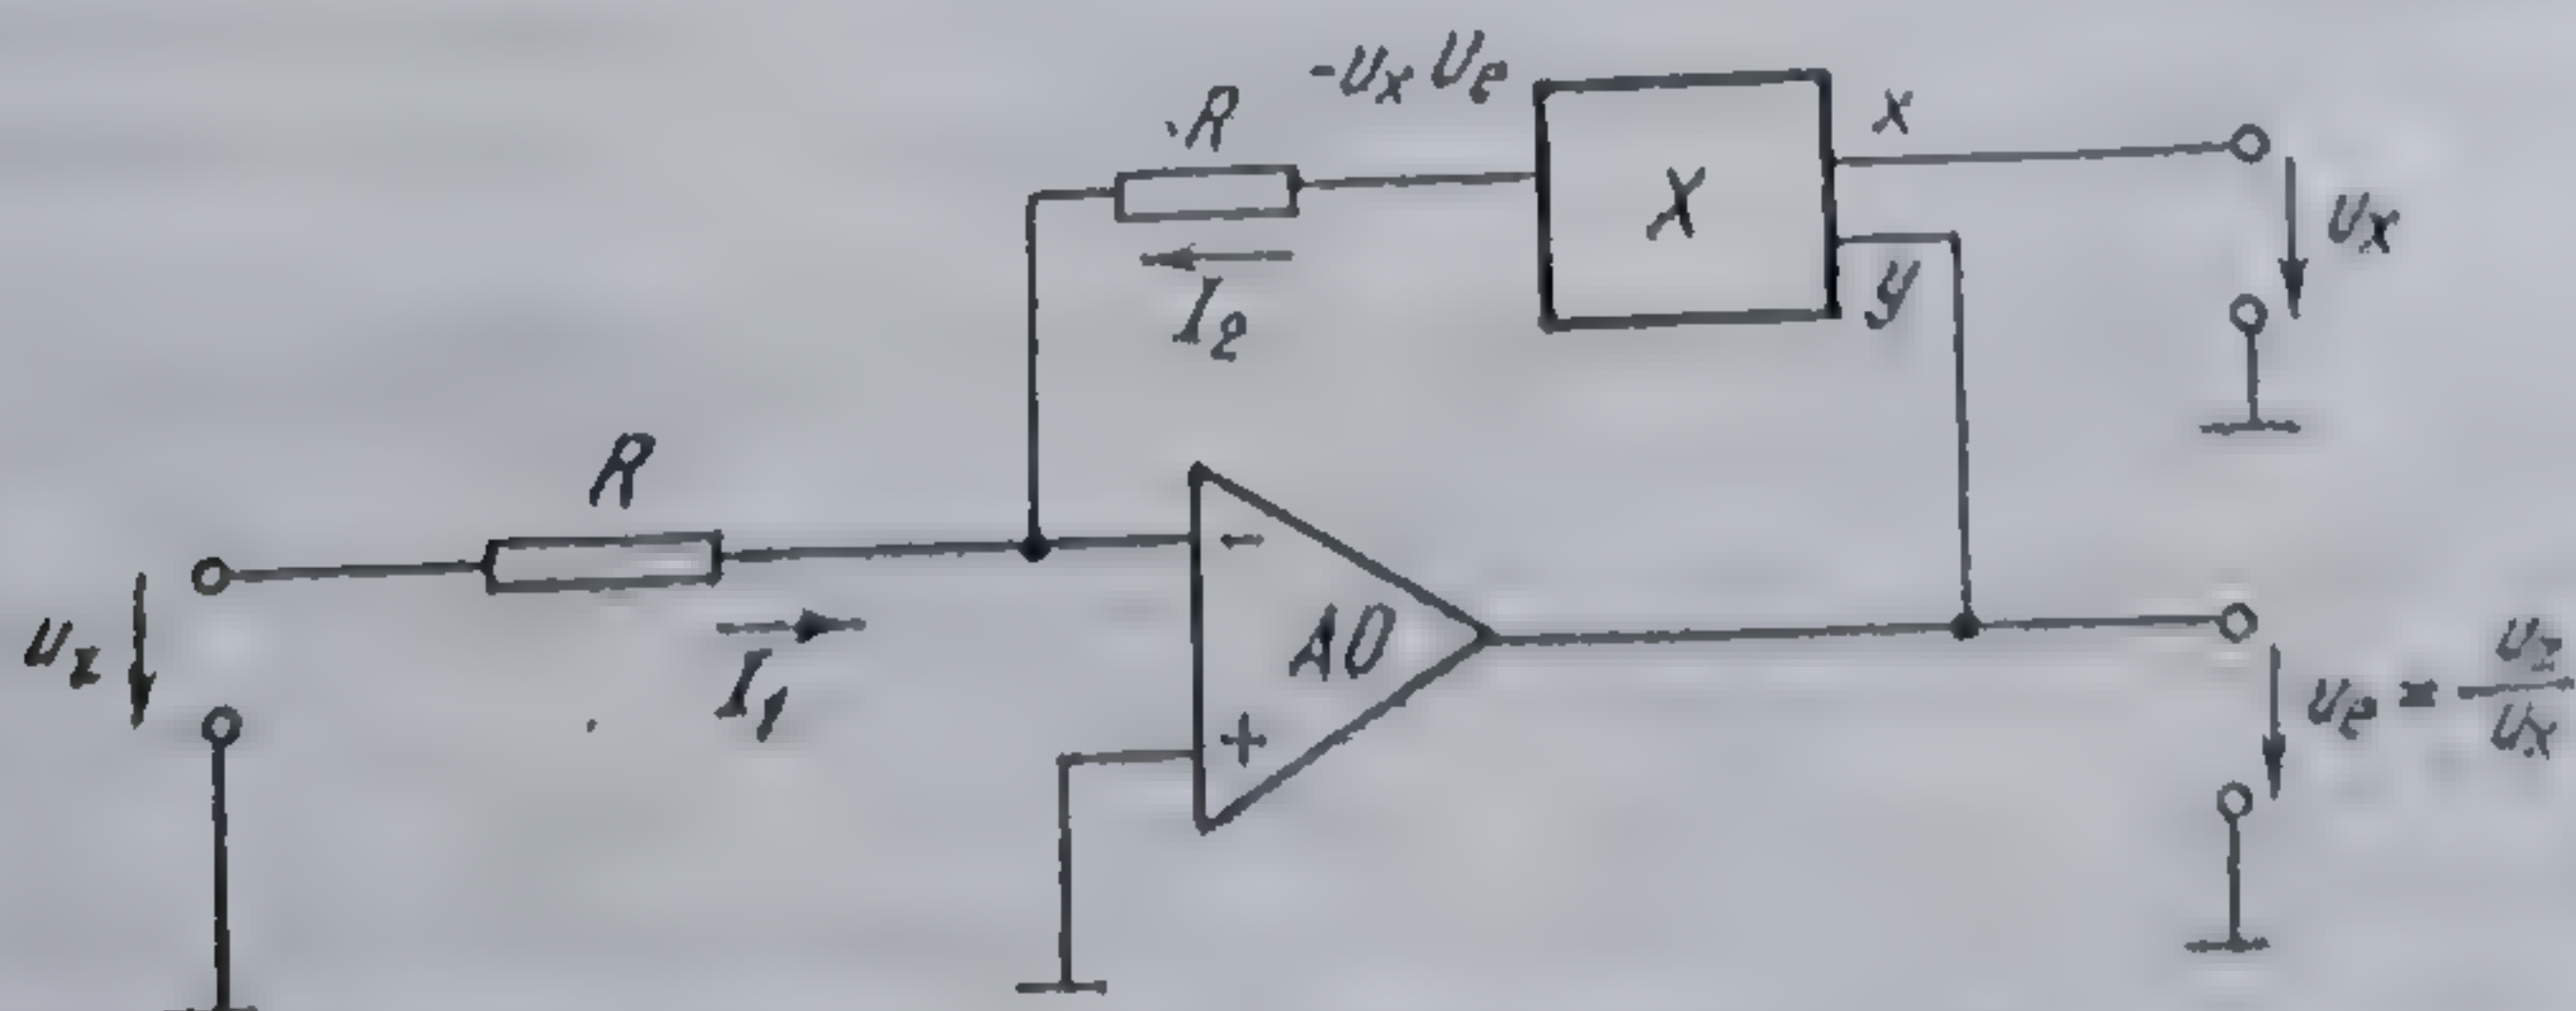 -Ux Ue
R
X
x
y
Ux
I2
R
Uz
I1
-
AO
+
Ue = Uz / Ux